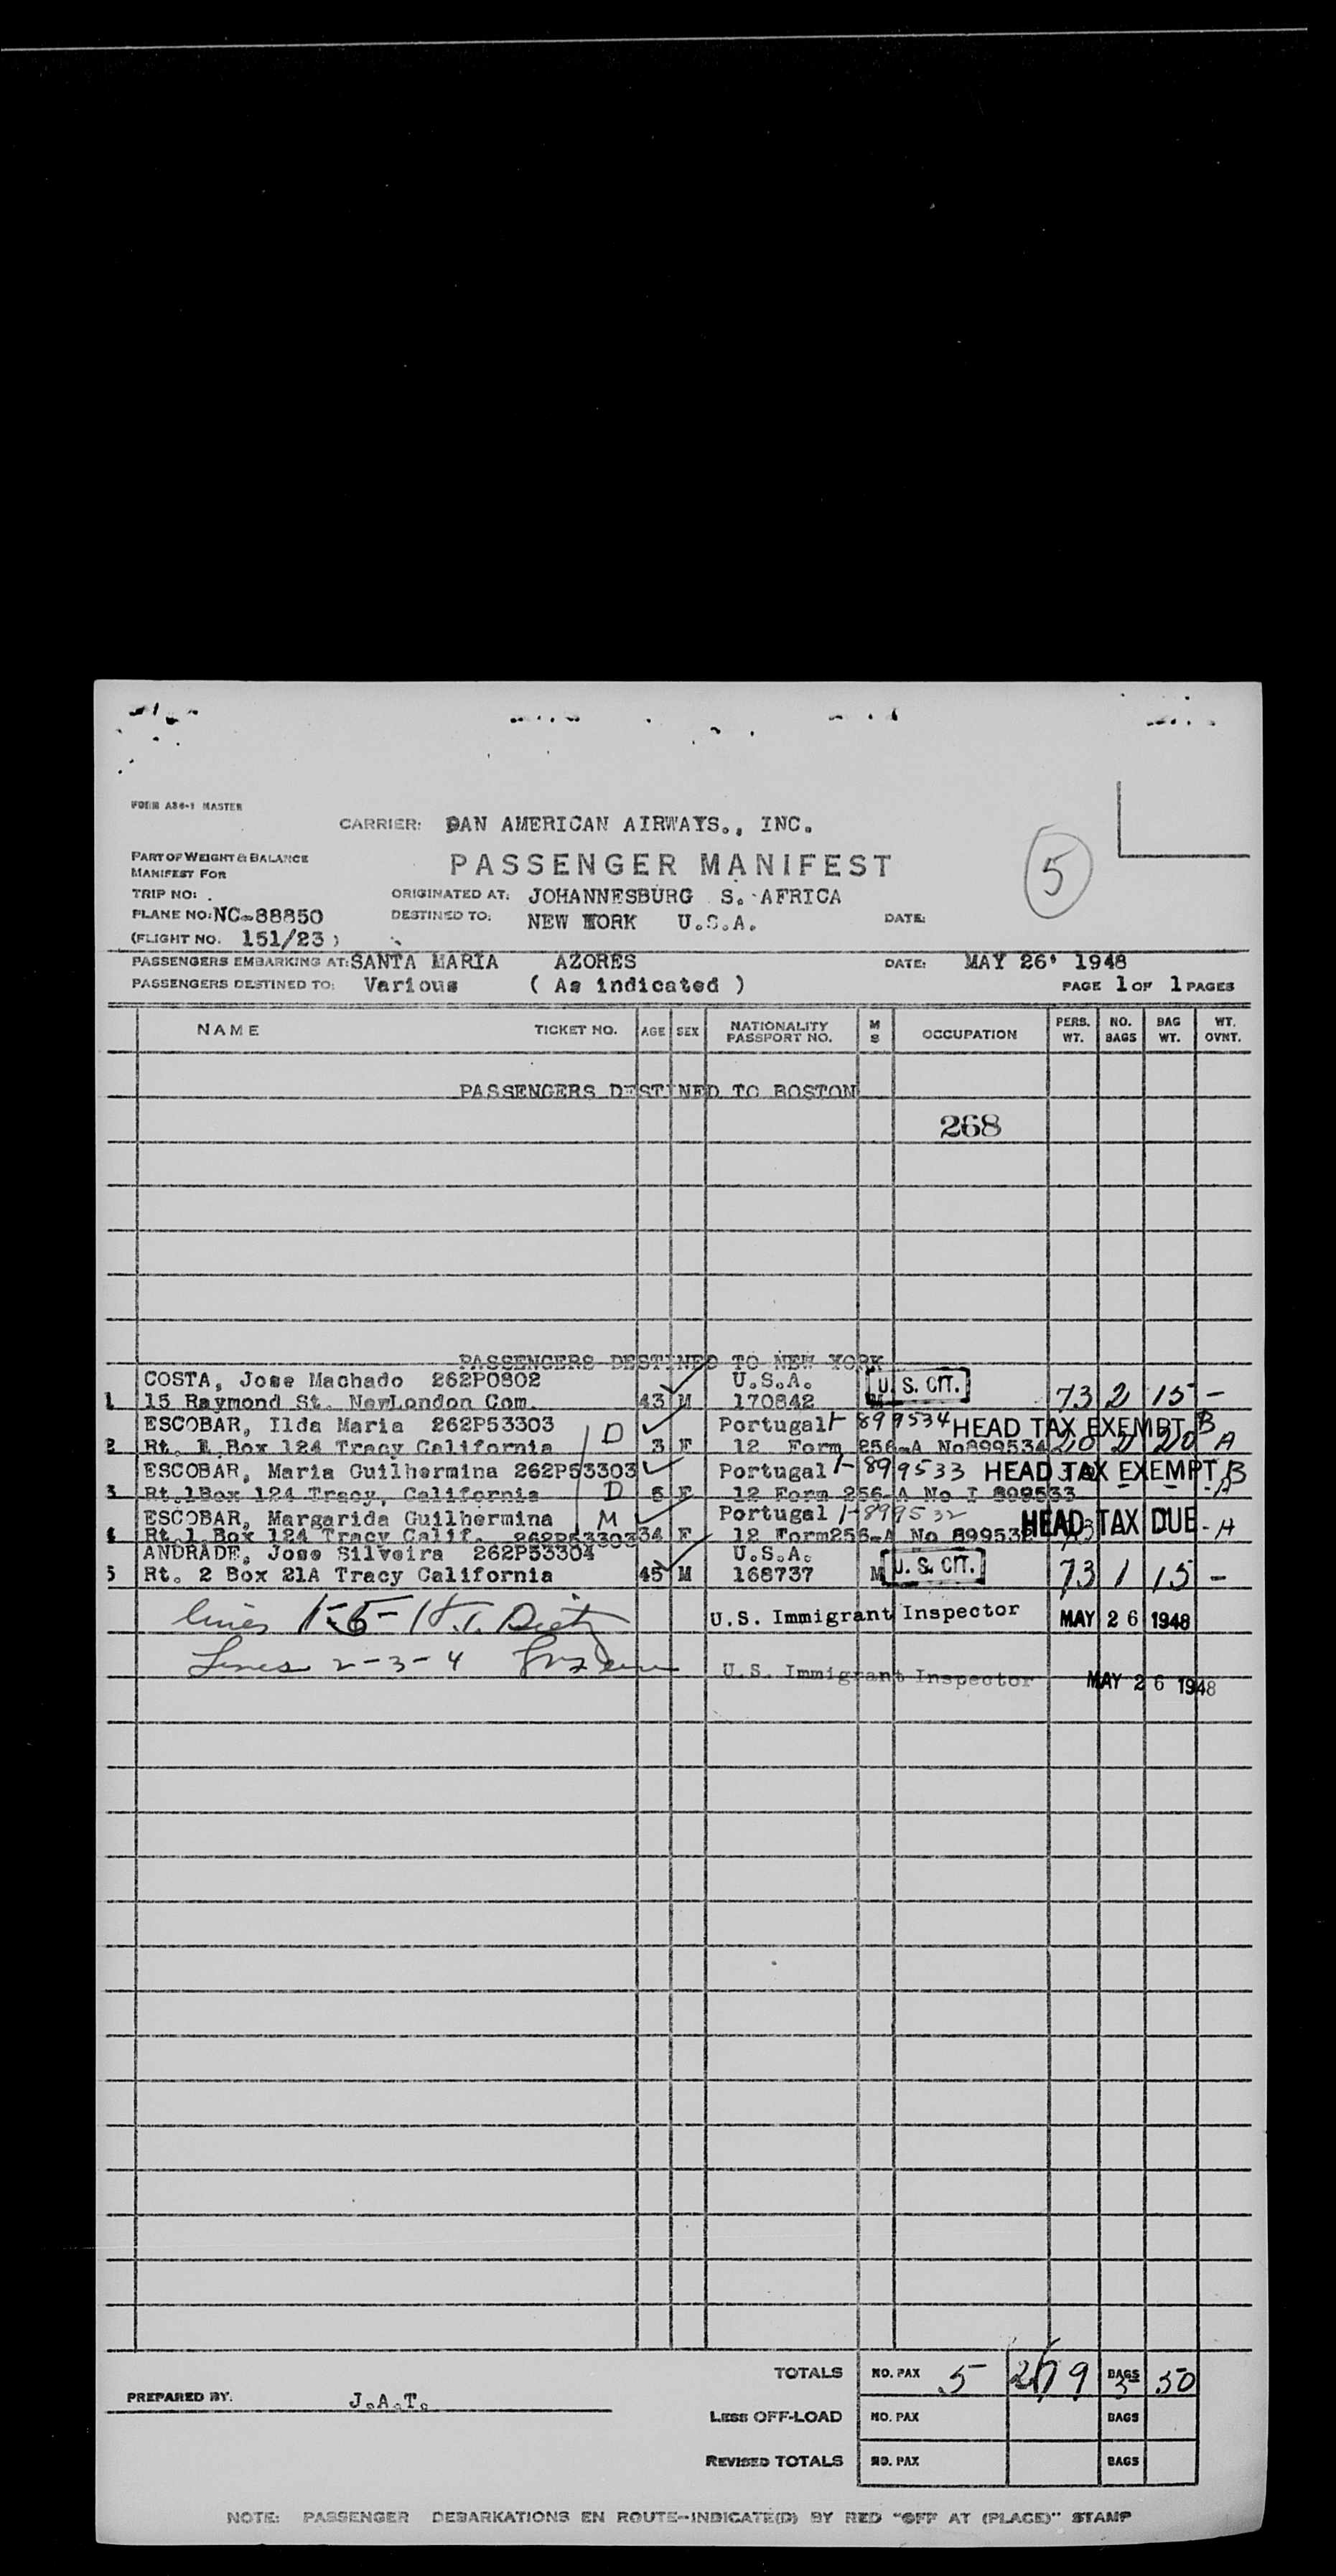 FORM A84-1 MASTER
CARRIER: PAN AMERICAN AIRWAYS., INC.
PART OF WEIGHT & BALANCE
MANIFEST FOR
PASSENGER MANIFEST
5
TRIP NO:
ORIGINATED AT: JOHANNESBURG S. AFRICA
PLANE NO: NC-88850
DESTINED TO: NEW YORK U.S.A.
DATE:
(FLIGHT NO. 151/23)
PASSENGERS EMBARKING AT: SANTA MARIA AZORES
DATE: MAY 26' 1948
PASSENGERS DESTINED TO: Various ( As indicated )
PAGE 1 OF 1 PAGES
NAME TICKET NO. AGE SEX NATIONALITY PASSPORT NO. M S OCCUPATION PERS. WT. NO. BAGS BAG WT. WT. OVNT.
PASSENGERS DESTINED TO BOSTON
268
PASSENGERS DESTINED TO NEW YORK
COSTA, Jose Machado 262P0802 U.S.A. U.S. CIT.
1 15 Raymond St. NewLondon Com. 43 M 170842 M 73 2 15 -
ESCOBAR, Ilda Maria 262P53303 D Portugal I-899534 HEAD TAX EXEMPT B
2 Rt. 1 Box 124 Tracy California 3 F 12 Form 256-A No899534 20 2 20 A
ESCOBAR, Maria Guilhermina 262P53303 Portugal I-899533 HEAD TAX EXEMPT B
3 Rt.1Box 124 Tracy, California D 5 F 12 Form 256-A No I 899533 - - - A
ESCOBAR, Margarida Guilhermina M Portugal I-899532
4 Rt.1 Box 124 Tracy Calif. 262P53303 34 F 12 Form256-A No 899532 HEAD TAX DUE - A
ANDRADE, Jose Silveira 262P53304 U.S.A.
5 Rt. 2 Box 21A Tracy California 45 M 168737 M U.S. CIT. 73 1 15 -
lines 1-5- H.T. U.S. Immigrant Inspector MAY 26 1948
Lines 2-3-4 U.S. Immigrant Inspector MAY 26 1948
TOTALS NO. PAX 5 279 BAGS 5 50
PREPARED BY. J.A.T.
LESS OFF-LOAD NO. PAX BAGS
REVISED TOTALS NO. PAX BAGS
NOTE: PASSENGER DEBARKATIONS EN ROUTE--INDICATE(D) BY RED "OFF AT (PLACE)" STAMP